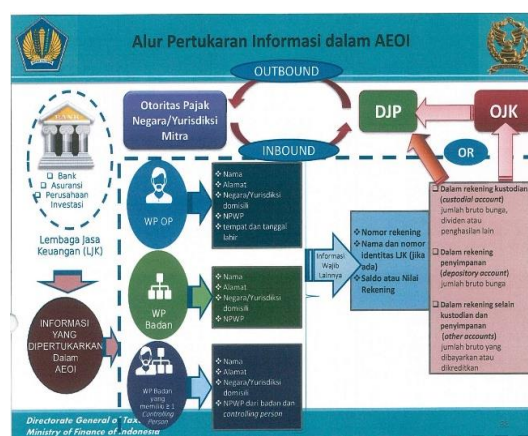 Alur Pertukaran Informasi dalam AEOI
OUTBOUND
Otoritas Pajak
Negara/Yurisdiksi
Mitra
DJP
OJK
INBOUND
OR
BANK
Bank
Asuransi
Perusahaan
Investasi
Lembaga Jasa
Keuangan (LJK)
INFORMASI
YANG
DIPERTUKARKAN
Dalam
AEOI
WP OP
Nama
Alamat
Negara/Yurisdiksi
domisili
NPWP
tempat dan tanggal
lahir
WP
Badan
Nama
Alamat
Negara/Yurisdiksi
domisili
NPWP
WP Badan
yang
memiliki ≥ 1
Controlling
Person
Nama
Alamat
Negara/Yurisdiksi
domisili
NPWP dari badan dan
controlling person
Informasi
Wajib
Lainnya
Nomor rekening
Nama dan nomor
identitas LJK (jika
ada)
Saldo atau Nilai
Rekening
Dalam rekening kustodian
(custodial account)
jumlah bruto bunga,
dividen atau
penghasilan lain
Dalam rekening
penyimpanan
(depository account)
jumlah bruto bunga
Dalam rekening selain
kustodian dan
penyimpanan
(other accounts)
jumlah bruto yang
dibayarkan atau
dikreditkan
Directorate General of Tax
Ministry of Finance of Indonesia